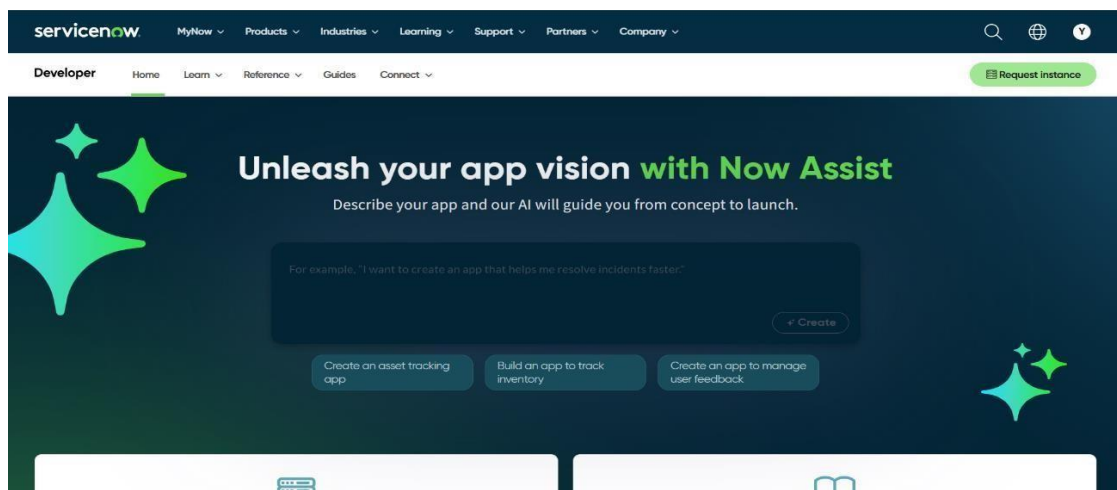 servicenow. MyNow Products Industries Learning Support Partners Company Y
Developer Home Learn Reference Guides Connect Request instance
Unleash your app vision with Now Assist
Describe your app and our AI will guide you from concept to launch.
For example, "I want to create an app that helps me resolve incidents faster."
Create
Create an asset tracking
app
Build an app to track
inventory
Create an app to manage
user feedback